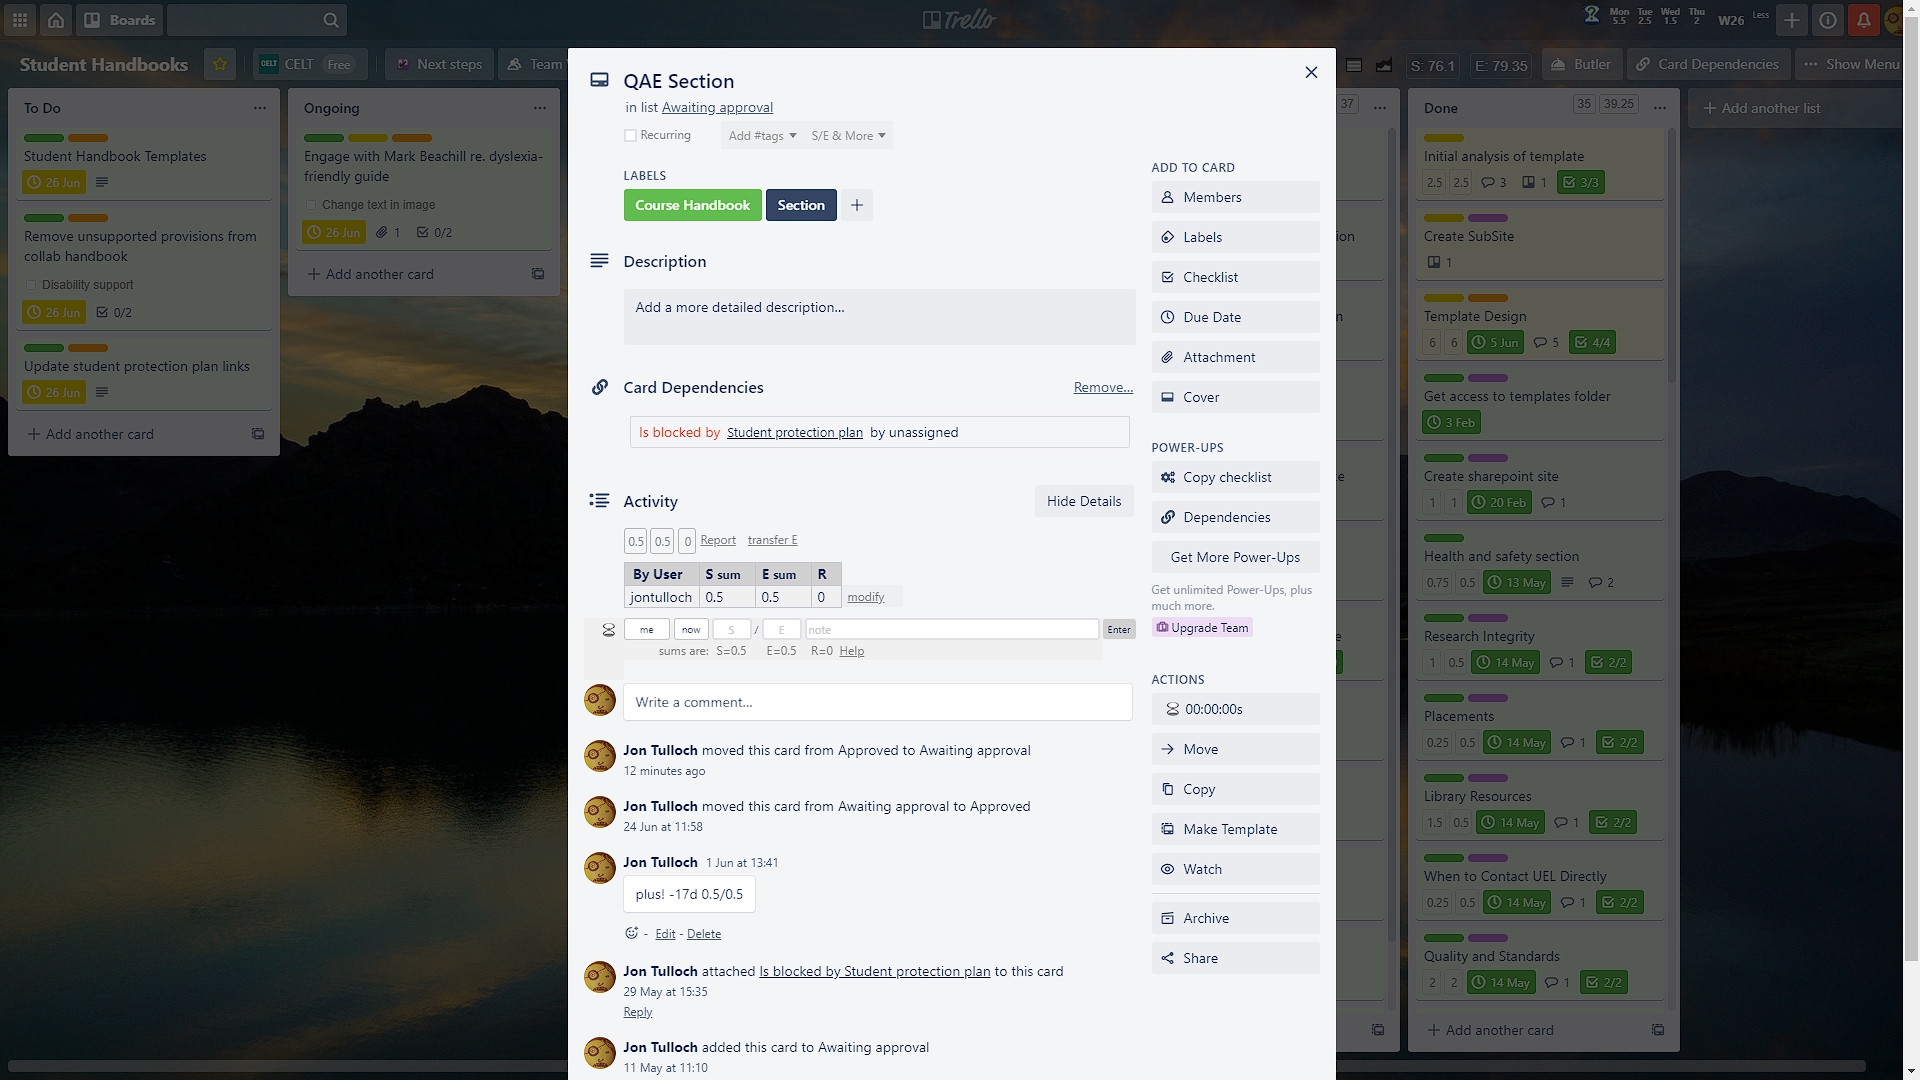 Boards
Trello
Mon
5.5
Tue
2.5
Wed
1.5
Thu
2
W26
Less
Student Handbooks
CELT
CELT
Free
Next steps
Team
S: 76.1
E: 79.35
Butler
Card Dependencies
Show Menu
To Do
Student Handbook Templates
26 Jun
Remove unsupported provisions from
collab handbook
Disability support
26 Jun
0/2
Update student protection plan links
26 Jun
Add another card
Ongoing
Engage with Mark Beachill re. dyslexia-
friendly guide
Change text in image
26 Jun
1
0/2
Add another card
QAE Section
in list Awaiting approval
Recurring
Add #tags
S/E & More
LABELS
Course Handbook
Section
Description
Add a more detailed description...
Card Dependencies
Remove...
Is blocked by Student protection plan by unassigned
Activity
Hide Details
0.5 0.5 0 Report transfer E
By User S sum E sum R
jontulloch 0.5 0.5 0 modify
me now S / E note Enter
sums are: S=0.5 E=0.5 R=0 Help
Write a comment...
Jon Tulloch moved this card from Approved to Awaiting approval
12 minutes ago
Jon Tulloch moved this card from Awaiting approval to Approved
24 Jun at 11:58
Jon Tulloch 1 Jun at 13:41
plus! -17d 0.5/0.5
- Edit - Delete
Jon Tulloch attached Is blocked by Student protection plan to this card
29 May at 15:35
Reply
Jon Tulloch added this card to Awaiting approval
11 May at 11:10
ADD TO CARD
Members
Labels
Checklist
Due Date
Attachment
Cover
POWER-UPS
Copy checklist
Dependencies
Get More Power-Ups
Get unlimited Power-Ups, plus
much more.
Upgrade Team
ACTIONS
00:00:00s
Move
Copy
Make Template
Watch
Archive
Share
37
ion
n
te
e
Done
35
39.25
Initial analysis of template
2.5 2.5 3 1 3/3
Create SubSite
1
Template Design
6 6 5 Jun 5 4/4
Get access to templates folder
3 Feb
Create sharepoint site
1 1 20 Feb 1
Health and safety section
0.75 0.5 13 May 2
Research Integrity
1 0.5 14 May 1 2/2
Placements
0.25 0.5 14 May 1 2/2
Library Resources
1.5 0.5 14 May 1 2/2
When to Contact UEL Directly
0.25 0.5 14 May 1 2/2
Quality and Standards
2 2 14 May 1 2/2
Add another card
Add another list